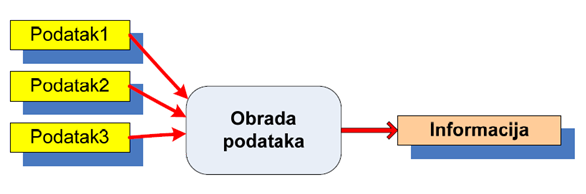 Podatak1
Podatak2
Podatak3
Obrada
podataka
Informacija